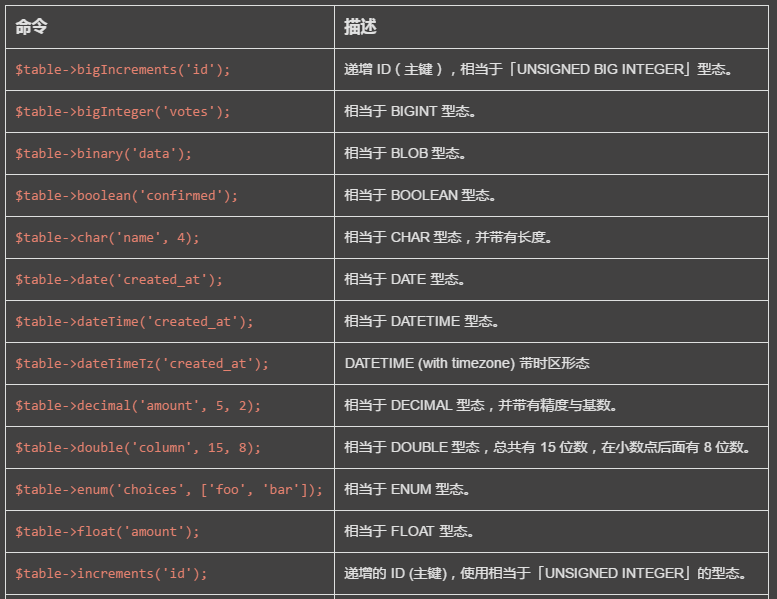 命令 描述
$table->bigIncrements('id'); 递增 ID（主键），相当于「UNSIGNED BIG INTEGER」型态。
$table->bigInteger('votes'); 相当于 BIGINT 型态。
$table->binary('data'); 相当于 BLOB 型态。
$table->boolean('confirmed'); 相当于 BOOLEAN 型态。
$table->char('name', 4); 相当于 CHAR 型态，并带有长度。
$table->date('created_at'); 相当于 DATE 型态。
$table->dateTime('created_at'); 相当于 DATETIME 型态。
$table->dateTimeTz('created_at'); DATETIME (with timezone) 带时区形态
$table->decimal('amount', 5, 2); 相当于 DECIMAL 型态，并带有精度与基数。
$table->double('column', 15, 8); 相当于 DOUBLE 型态，总共有 15 位数，在小数点后面有 8 位数。
$table->enum('choices', ['foo', 'bar']); 相当于 ENUM 型态。
$table->float('amount'); 相当于 FLOAT 型态。
$table->increments('id'); 递增的 ID (主键)，使用相当于「UNSIGNED INTEGER」的型态。